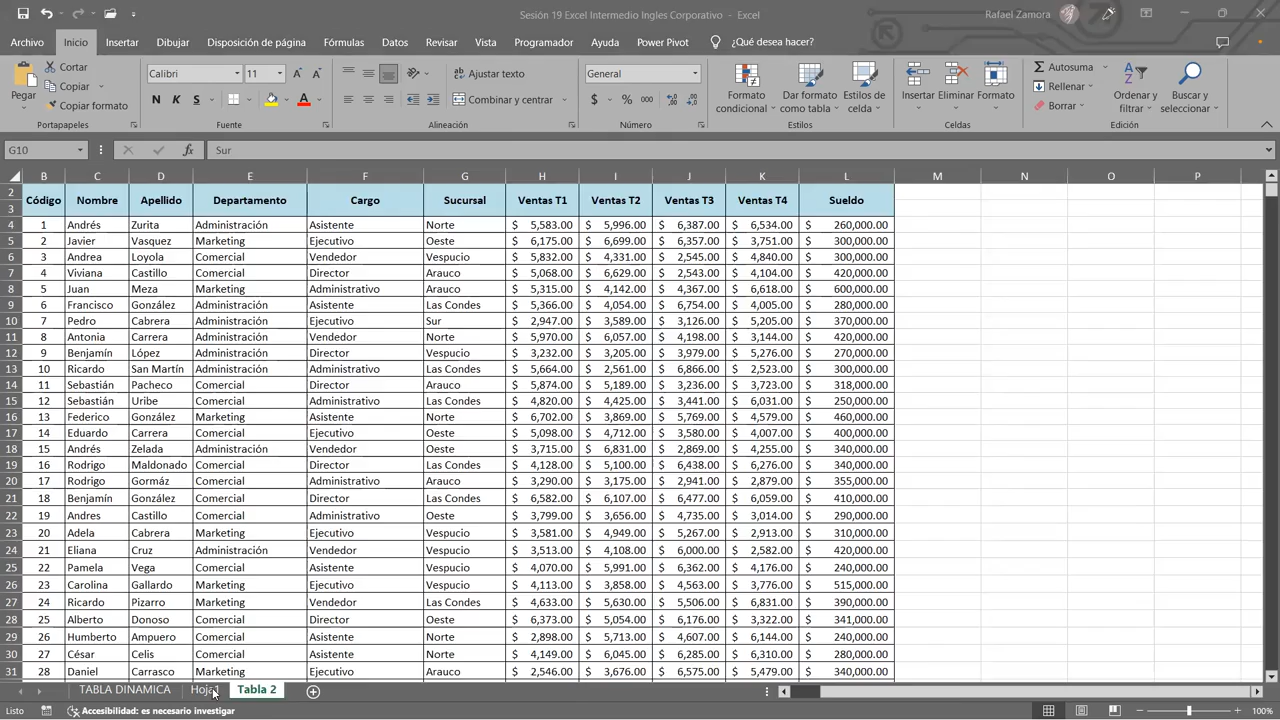 Sesión 19 Excel Intermedio Ingles Corporativo - Excel
Rafael Zamora
Archivo Inicio Insertar Dibujar Disposición de página Fórmulas Datos Revisar Vista Programador Ayuda Power Pivot ¿Qué desea hacer?
Pegar
Cortar
Copiar
Copiar formato
Calibri 11
N K S
Ajustar texto
Combinar y centrar
General
$ % 000
Formato condicional
Dar formato como tabla
Estilos de celda
Insertar Eliminar Formato
Autosuma
Rellenar
Borrar
Ordenar y filtrar
Buscar y seleccionar
Portapapeles Fuente Alineación Número Estilos Celdas Edición
G10 fx Sur
B C D E F G H I J K L M N O P
2
3
Código Nombre Apellido Departamento Cargo Sucursal Ventas T1 Ventas T2 Ventas T3 Ventas T4 Sueldo
4 1 Andrés Zurita Administración Asistente Norte $ 5,583.00 $ 5,996.00 $ 6,387.00 $ 6,534.00 $ 260,000.00
5 2 Javier Vasquez Marketing Ejecutivo Oeste $ 6,175.00 $ 6,699.00 $ 6,357.00 $ 3,751.00 $ 300,000.00
6 3 Andrea Loyola Comercial Vendedor Vespucio $ 5,832.00 $ 4,331.00 $ 2,545.00 $ 4,840.00 $ 300,000.00
7 4 Viviana Castillo Comercial Director Arauco $ 5,068.00 $ 6,629.00 $ 2,543.00 $ 4,104.00 $ 420,000.00
8 5 Juan Meza Marketing Administrativo Arauco $ 5,315.00 $ 4,142.00 $ 4,367.00 $ 6,618.00 $ 600,000.00
9 6 Francisco González Administración Asistente Las Condes $ 5,366.00 $ 4,054.00 $ 6,754.00 $ 4,005.00 $ 280,000.00
10 7 Pedro Cabrera Administración Ejecutivo Sur $ 2,947.00 $ 3,589.00 $ 3,126.00 $ 5,205.00 $ 370,000.00
11 8 Antonia Carrera Administración Vendedor Norte $ 5,970.00 $ 6,057.00 $ 4,198.00 $ 3,144.00 $ 420,000.00
12 9 Benjamín López Administración Director Vespucio $ 3,232.00 $ 3,205.00 $ 3,979.00 $ 5,276.00 $ 270,000.00
13 10 Ricardo San Martín Administración Administrativo Las Condes $ 5,664.00 $ 2,561.00 $ 6,866.00 $ 2,523.00 $ 300,000.00
14 11 Sebastián Pacheco Comercial Director Arauco $ 5,874.00 $ 5,189.00 $ 3,236.00 $ 3,723.00 $ 318,000.00
15 12 Sebastián Uribe Comercial Administrativo Las Condes $ 4,820.00 $ 4,425.00 $ 3,441.00 $ 6,031.00 $ 250,000.00
16 13 Federico González Marketing Asistente Norte $ 6,702.00 $ 3,869.00 $ 5,769.00 $ 4,579.00 $ 460,000.00
17 14 Eduardo Carrera Comercial Ejecutivo Oeste $ 5,098.00 $ 4,712.00 $ 3,580.00 $ 4,007.00 $ 400,000.00
18 15 Andrés Zelada Administración Vendedor Oeste $ 3,715.00 $ 6,831.00 $ 2,869.00 $ 4,255.00 $ 340,000.00
19 16 Rodrigo Maldonado Comercial Director Las Condes $ 4,128.00 $ 5,100.00 $ 6,438.00 $ 6,276.00 $ 340,000.00
20 17 Rodrigo Gormáz Comercial Administrativo Arauco $ 3,290.00 $ 3,175.00 $ 2,941.00 $ 2,879.00 $ 355,000.00
21 18 Benjamín González Comercial Director Las Condes $ 6,582.00 $ 6,107.00 $ 6,477.00 $ 6,059.00 $ 410,000.00
22 19 Andres Castillo Comercial Administrativo Oeste $ 3,799.00 $ 3,656.00 $ 4,735.00 $ 3,014.00 $ 290,000.00
23 20 Adela Cabrera Marketing Ejecutivo Vespucio $ 3,581.00 $ 4,949.00 $ 5,267.00 $ 2,913.00 $ 310,000.00
24 21 Eliana Cruz Administración Vendedor Vespucio $ 3,513.00 $ 4,108.00 $ 6,000.00 $ 2,582.00 $ 420,000.00
25 22 Pamela Vega Comercial Asistente Vespucio $ 4,070.00 $ 5,991.00 $ 6,362.00 $ 4,176.00 $ 240,000.00
26 23 Carolina Gallardo Marketing Ejecutivo Vespucio $ 4,113.00 $ 3,858.00 $ 4,563.00 $ 3,776.00 $ 515,000.00
27 24 Ricardo Pizarro Marketing Vendedor Las Condes $ 4,633.00 $ 5,630.00 $ 5,506.00 $ 6,831.00 $ 390,000.00
28 25 Alberto Donoso Comercial Director Oeste $ 6,373.00 $ 5,054.00 $ 6,176.00 $ 3,322.00 $ 341,000.00
29 26 Humberto Ampuero Comercial Asistente Norte $ 2,898.00 $ 5,713.00 $ 4,607.00 $ 6,144.00 $ 240,000.00
30 27 César Celis Comercial Asistente Norte $ 4,149.00 $ 6,045.00 $ 6,285.00 $ 6,310.00 $ 280,000.00
31 28 Daniel Carrasco Marketing Ejecutivo Arauco $ 2,546.00 $ 3,676.00 $ 6,575.00 $ 5,479.00 $ 340,000.00
TABLA DINAMICA Tabla 2
Listo Accesibilidad: es necesario investigar 100%